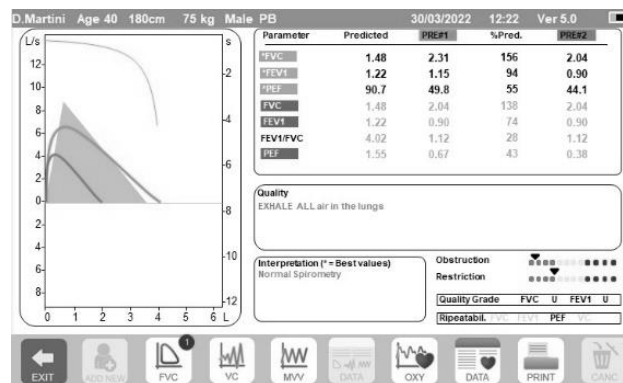 D.Martini Age 40 180cm 75 kg Male PB 30/03/2022 12:22 Ver 5.0
L/s
s
12-
10-
8-
6-
4-
2-
0-
2-
4-
6-
8-
-2
-4
-6
-8
-10
-12
0 1 2 3 4 5 6 L
Parameter Predicted PRE#1 %Pred. PRE#2
*FVC 1.48 2.31 156 2.04
*FEV1 1.22 1.15 94 0.90
*PEF 90.7 49.8 55 44.1
FVC 1.48 2.04 138 2.04
FEV1 1.22 0.90 74 0.90
FEV1/FVC 4.02 1.12 28 1.12
PEF 1.55 0.67 43 0.38
Quality
EXHALE ALL air in the lungs
Interpretation (* = Best values)
Normal Spirometry
Obstruction
Restriction
Quality Grade FVC U FEV1 U
Ripeatabil. FVC FEV1 PEF VC
EXIT
ADD NEW
1
FVC
VC
MVV
DATA
OXY
DATA
PRINT
CANC